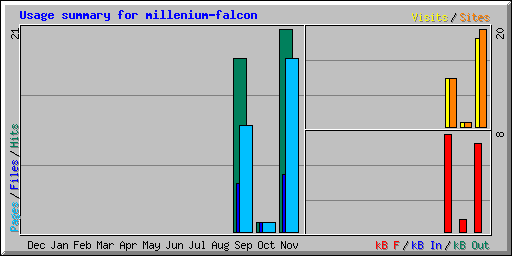 Usage summary for millenium-falcon
Visits/Sites
21
20
8
Pages/Files/Hits
Dec Jan Feb Mar Apr May Jun Jul Aug Sep Oct Nov
kB F/kB In/kB Out